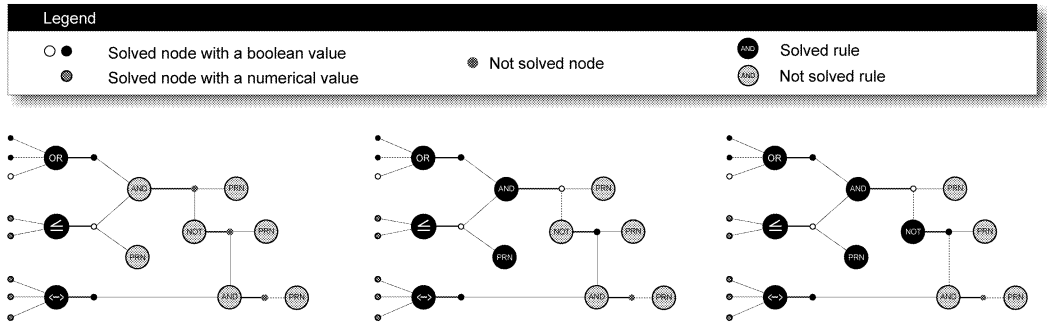 Legend
Solved node with a boolean value
Solved node with a numerical value
Not solved node
AND Solved rule
AND Not solved rule
OR
AND
PRN
≤
NOT
PRN
PRN
<-->
AND
PRN
OR
AND
PRN
≤
NOT
PRN
PRN
<-->
AND
PRN
OR
AND
PRN
≤
NOT
PRN
PRN
<-->
AND
PRN